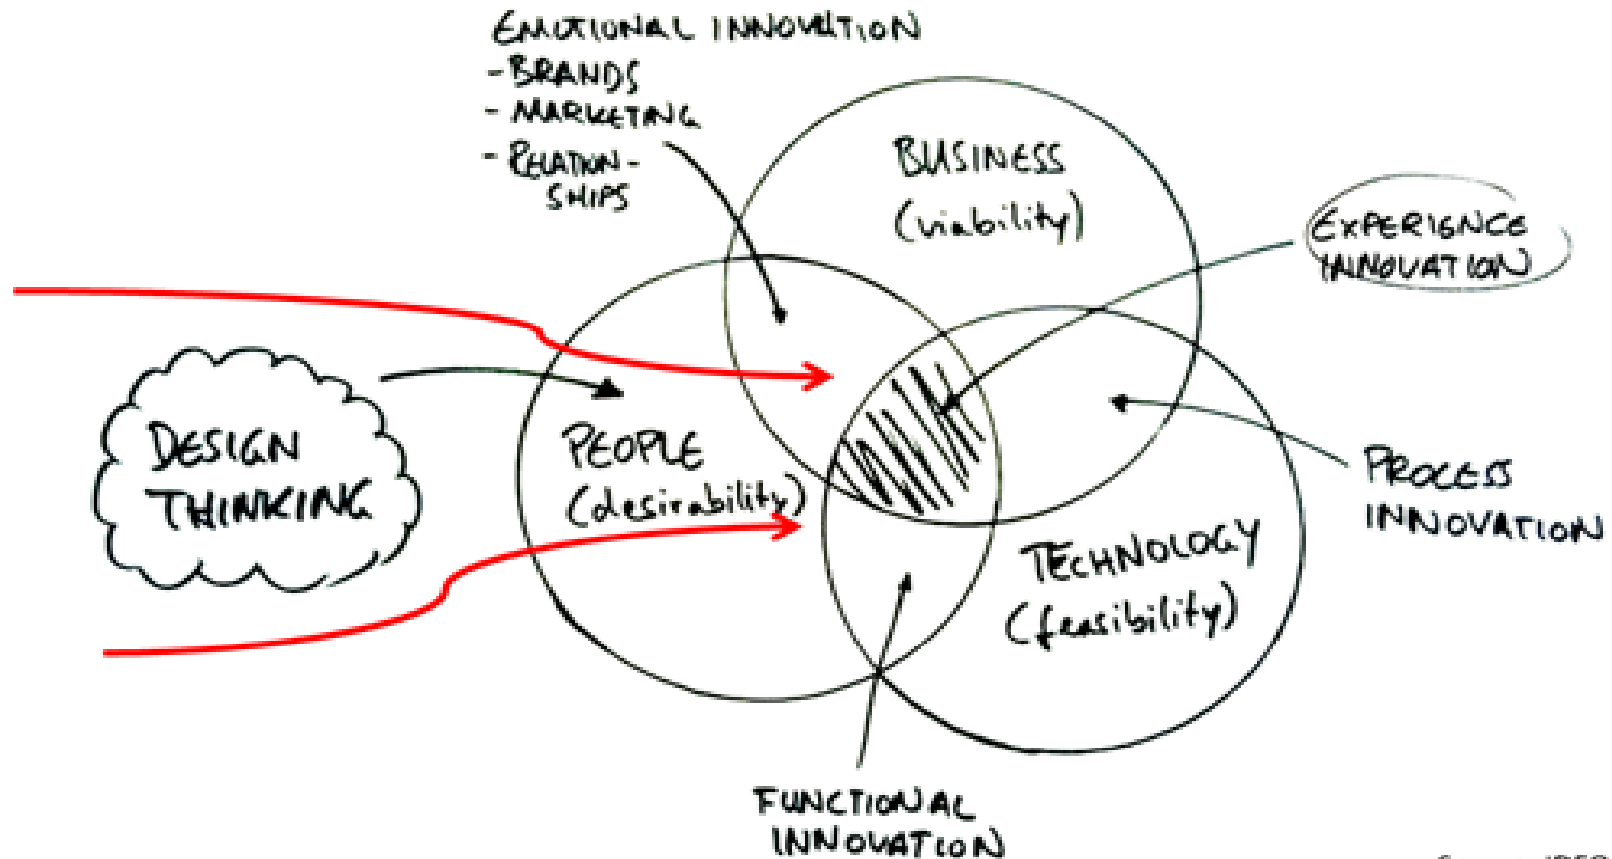 EMOTIONAL INNOVATION
- BRANDS
- MARKETING
- RELATION-
SHIPS
BUSINESS
(viability)
EXPERIENCE
INNOVATION
DESIGN
THINKING
PEOPLE
(desirability)
PROCESS
INNOVATION
TECHNOLOGY
(feasibility)
FUNCTIONAL
INNOVATION